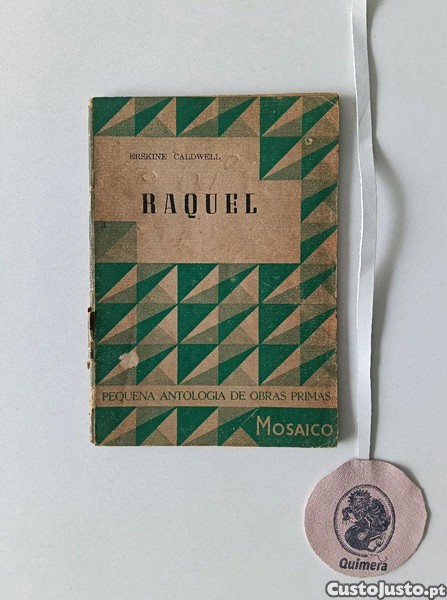 ERSKINE CALDWELL
RAQUEL
PEQUENA ANTOLOGIA DE OBRAS PRIMAS
MOSAICO
Quimera
CustoJusto.pt